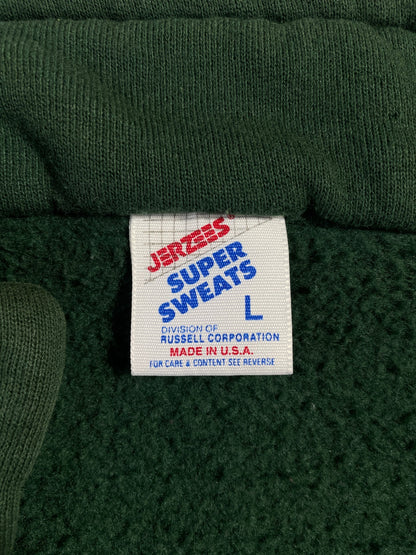 JERZEES®
SUPER
SWEATS
L
DIVISION OF
RUSSELL CORPORATION
MADE IN U.S.A.
FOR CARE & CONTENT SEE REVERSE